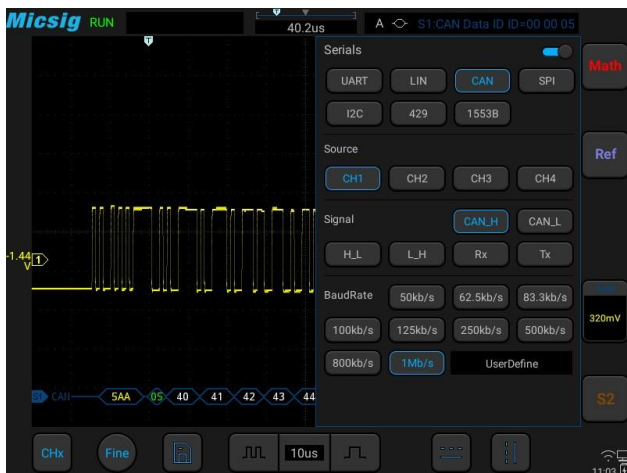 Micsig RUN
T
40.2us
A S1:CAN Data ID ID=00 00 05
T
Serials
UART LIN CAN SPI
I2C 429 1553B
Source
CH1 CH2 CH3 CH4
Signal CAN_H CAN_L
H_L L_H Rx Tx
BaudRate 50kb/s 62.5kb/s 83.3kb/s
100kb/s 125kb/s 250kb/s 500kb/s
800kb/s 1Mb/s UserDefine
Math
Ref
320mV
S2
-1.44
V
1
S1 CAN 5AA 05 40 41 42 43 44
CHx Fine 10us
11:03